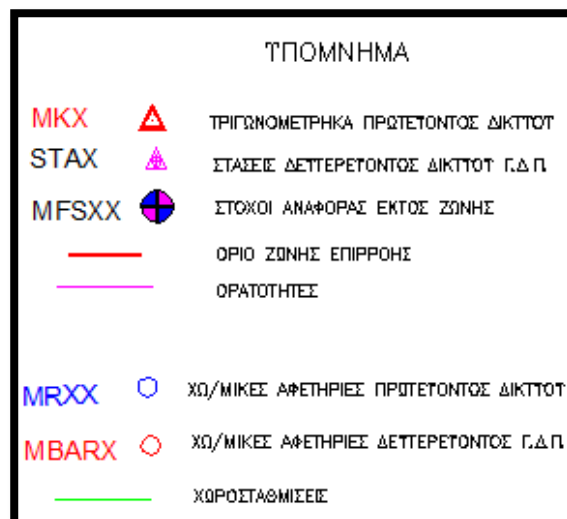 ΤΠΟΜΝΗΜΑ
MKX ΤΡΙΓΩΝΟΜΕΤΡΗΚΑ ΠΡΩΤΕΤΟΝΤΟΣ ΔΙΚΤΤΟΤ
STAX ΣΤΑΣΕΙΣ ΔΕΤΤΕΡΕΤΟΝΤΟΣ ΔΙΚΤΤΟΤ Γ.Δ.Π.
MFSXX ΣΤΟΧΟΙ ΑΝΑΦΟΡΑΣ ΕΚΤΟΣ ΖΩΝΗΣ
ΟΡΙΟ ΖΩΝΗΣ ΕΠΙΡΡΟΗΣ
ΟΡΑΤΟΤΗΤΕΣ
MRXX ΧΩ/ΜΙΚΕΣ ΑΦΕΤΗΡΙΕΣ ΠΡΩΤΕΤΟΝΤΟΣ ΔΙΚΤΤΟΤ
MBARX ΧΩ/ΜΙΚΕΣ ΑΦΕΤΗΡΙΕΣ ΔΕΤΤΕΡΕΤΟΝΤΟΣ Γ.Δ.Π.
ΧΩΡΟΣΤΑΘΜΙΣΕΙΣ